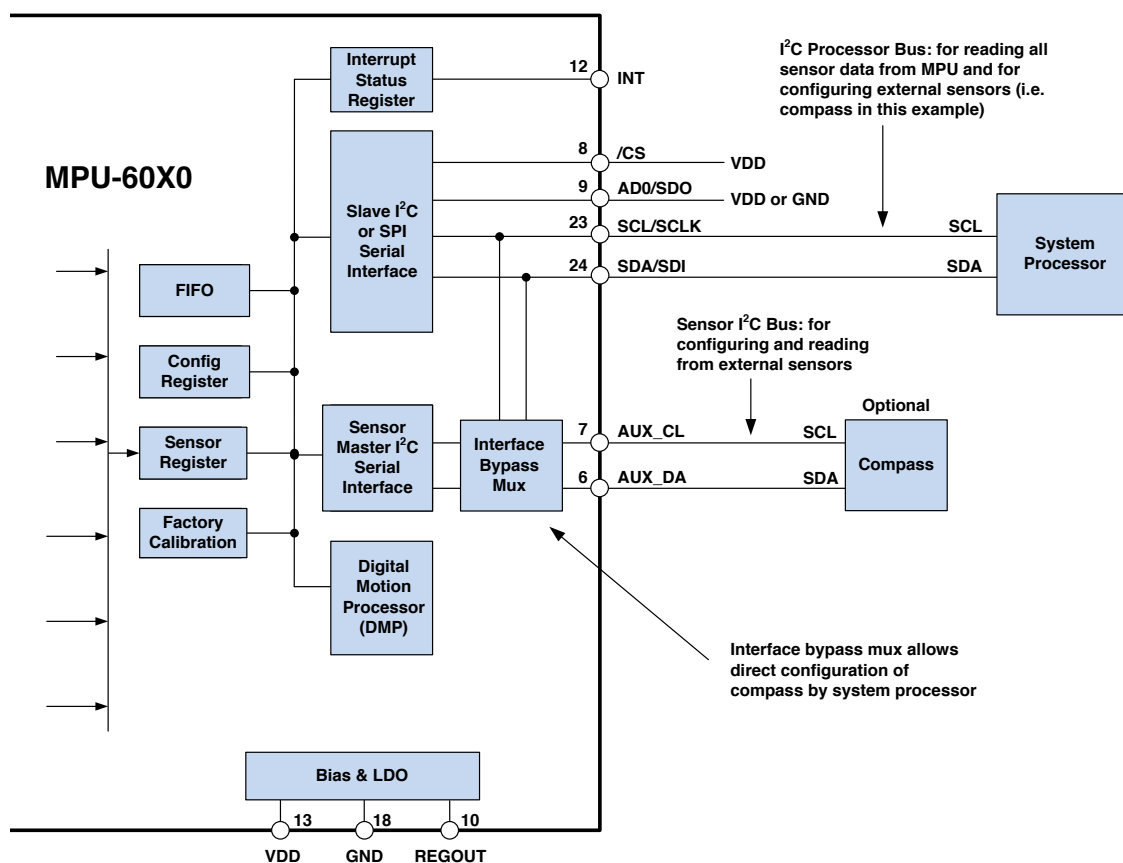 I²C Processor Bus: for reading all
sensor data from MPU and for
configuring external sensors (i.e.
compass in this example)
Interrupt
Status
Register
12
INT
MPU-60X0
Slave I²C
or SPI
Serial
Interface
8
/CS
VDD
9
AD0/SDO
VDD or GND
23
SCL/SCLK
SCL
24
SDA/SDI
SDA
System
Processor
FIFO
Config
Register
Sensor
Register
Factory
Calibration
Sensor I²C Bus: for
configuring and reading
from external sensors
Sensor
Master I²C
Serial
Interface
Interface
Bypass
Mux
7
AUX_CL
SCL
6
AUX_DA
SDA
Optional
Compass
Digital
Motion
Processor
(DMP)
Interface bypass mux allows
direct configuration of
compass by system processor
Bias & LDO
13
18
10
VDD
GND
REGOUT